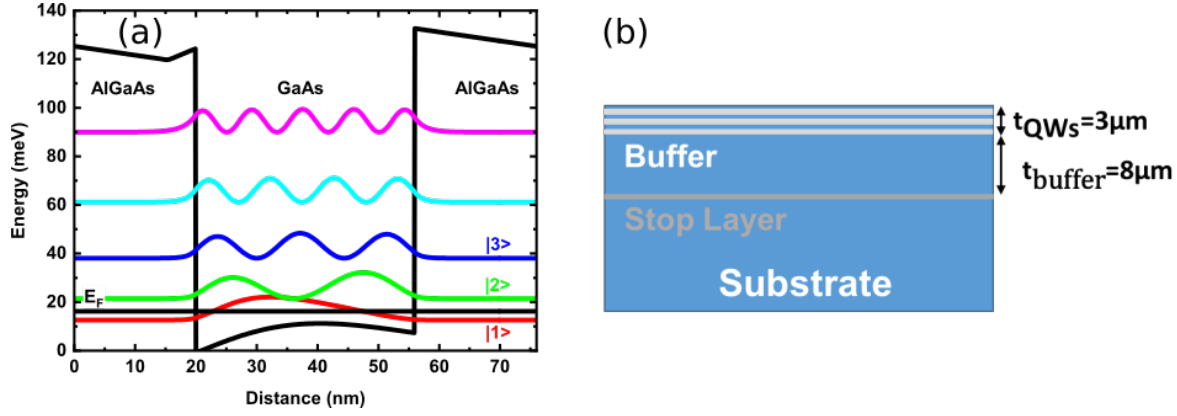 (a)
140
120
100
80
60
40
20
0
Energy (meV)
AlGaAs
GaAs
AlGaAs
|3>
|2>
E_F
|1>
0 10 20 30 40 50 60 70
Distance (nm)
(b)
t_QWs=3μm
Buffer
t_buffer=8μm
Stop Layer
Substrate